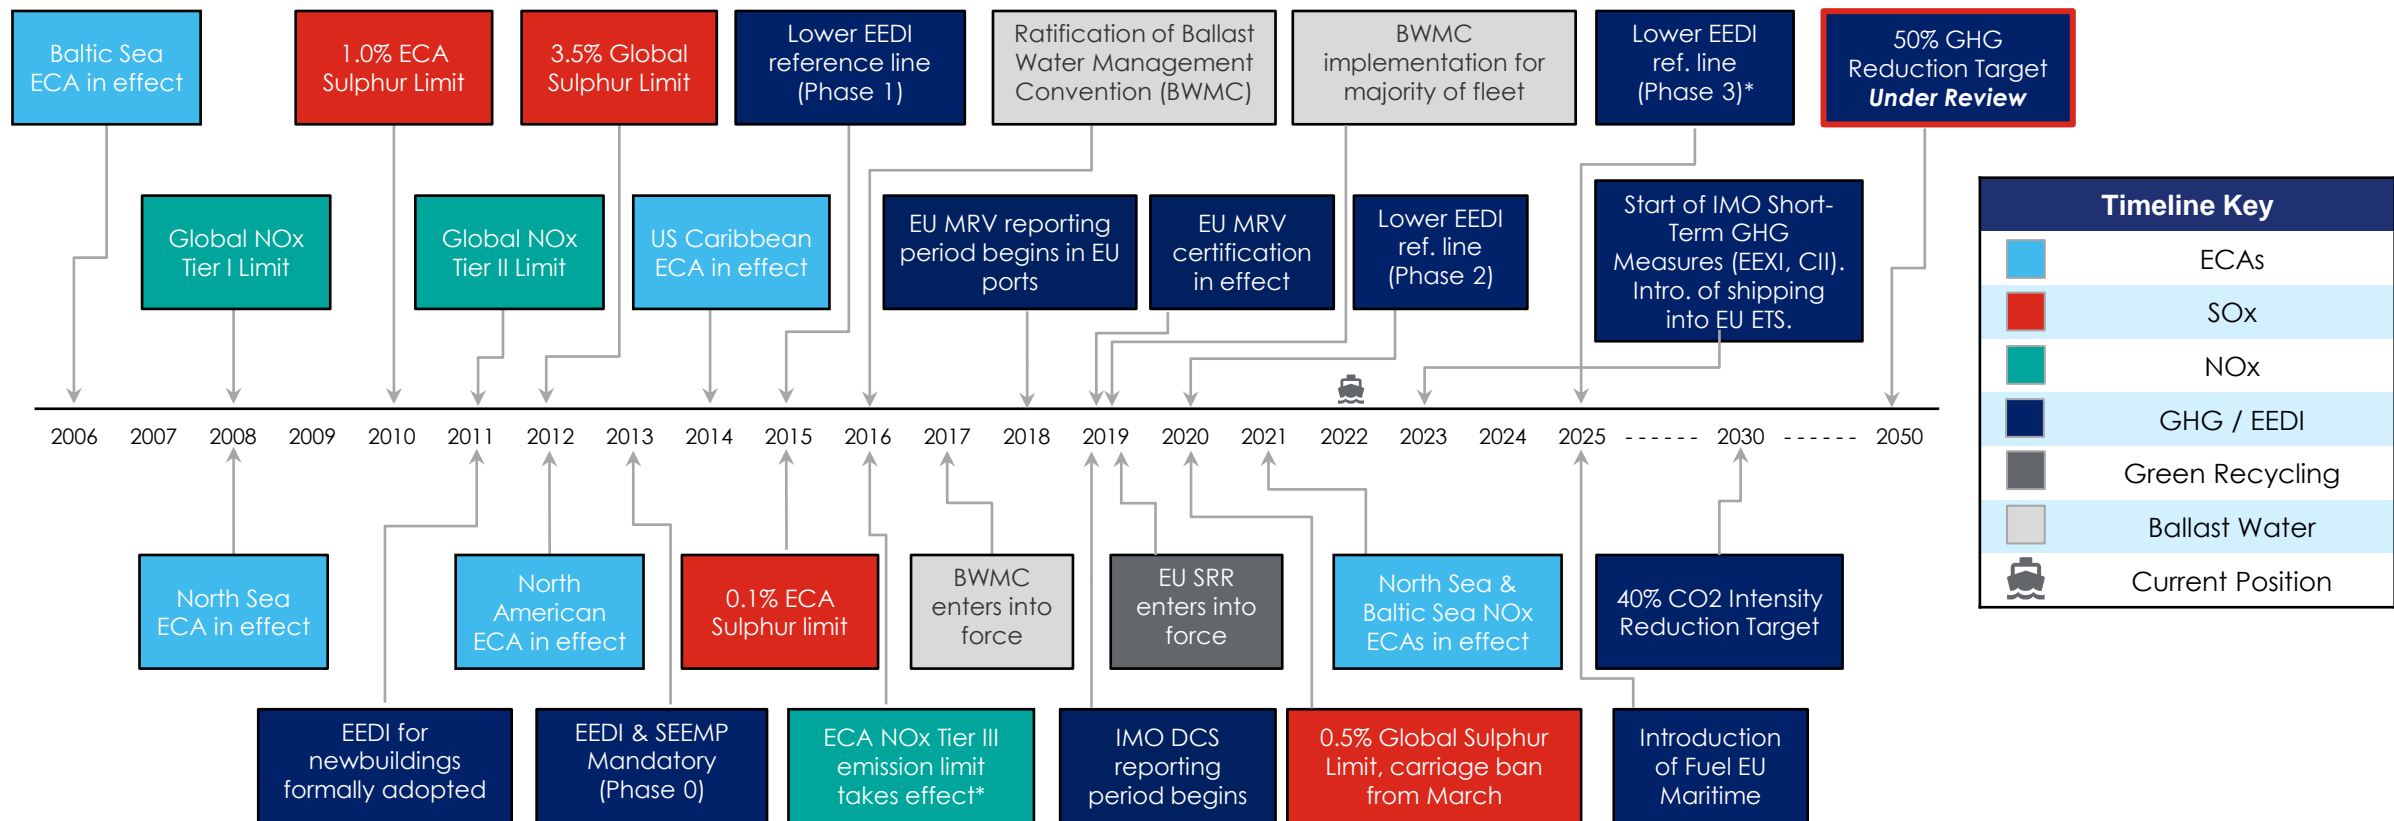 Baltic Sea
ECA in effect
1.0% ECA
Sulphur Limit
3.5% Global
Sulphur Limit
Lower EEDI
reference line
(Phase 1)
Ratification of Ballast
Water Management
Convention (BWMC)
BWMC
implementation for
majority of fleet
Lower EEDI
ref. line
(Phase 3)*
50% GHG
Reduction Target
Under Review
Global NOx
Tier I Limit
Global NOx
Tier II Limit
US Caribbean
ECA in effect
EU MRV reporting
period begins in EU
ports
EU MRV
certification
in effect
Lower EEDI
ref. line
(Phase 2)
Start of IMO Short-
Term GHG
Measures (EEXI, CII).
Intro. of shipping
into EU ETS.
Timeline Key
ECAs
SOx
NOx
GHG / EEDI
Green Recycling
Ballast Water
Current Position
2006 2007 2008 2009 2010 2011 2012 2013 2014 2015 2016 2017 2018 2019 2020 2021 2022 2023 2024 2025 - - - - - - 2030 - - - - - - 2050
North Sea
ECA in effect
North
American
ECA in effect
0.1% ECA
Sulphur limit
BWMC
enters into
force
EU SRR
enters into
force
North Sea &
Baltic Sea NOx
ECAs in effect
40% CO2 Intensity
Reduction Target
EEDI for
newbuildings
formally adopted
EEDI & SEEMP
Mandatory
(Phase 0)
ECA NOx Tier III
emission limit
takes effect*
IMO DCS
reporting
period begins
0.5% Global Sulphur
Limit, carriage ban
from March
Introduction
of Fuel EU
Maritime